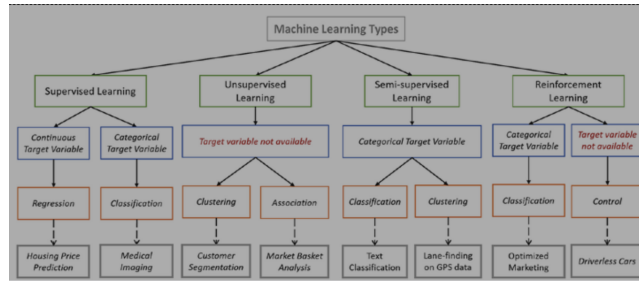 Machine Learning Types
Supervised Learning
Unsupervised
Learning
Semi-supervised
Learning
Reinforcement
Learning
Continuous
Target Variable
Categorical
Target Variable
Target variable not available
Categorical Target Variable
Categorical
Target Variable
Target variable
not available
Regression
Classification
Clustering
Association
Classification
Clustering
Classification
Control
Housing Price
Prediction
Medical
Imaging
Customer
Segmentation
Market Basket
Analysis
Text
Classification
Lane-finding
on GPS data
Optimized
Marketing
Driverless Cars